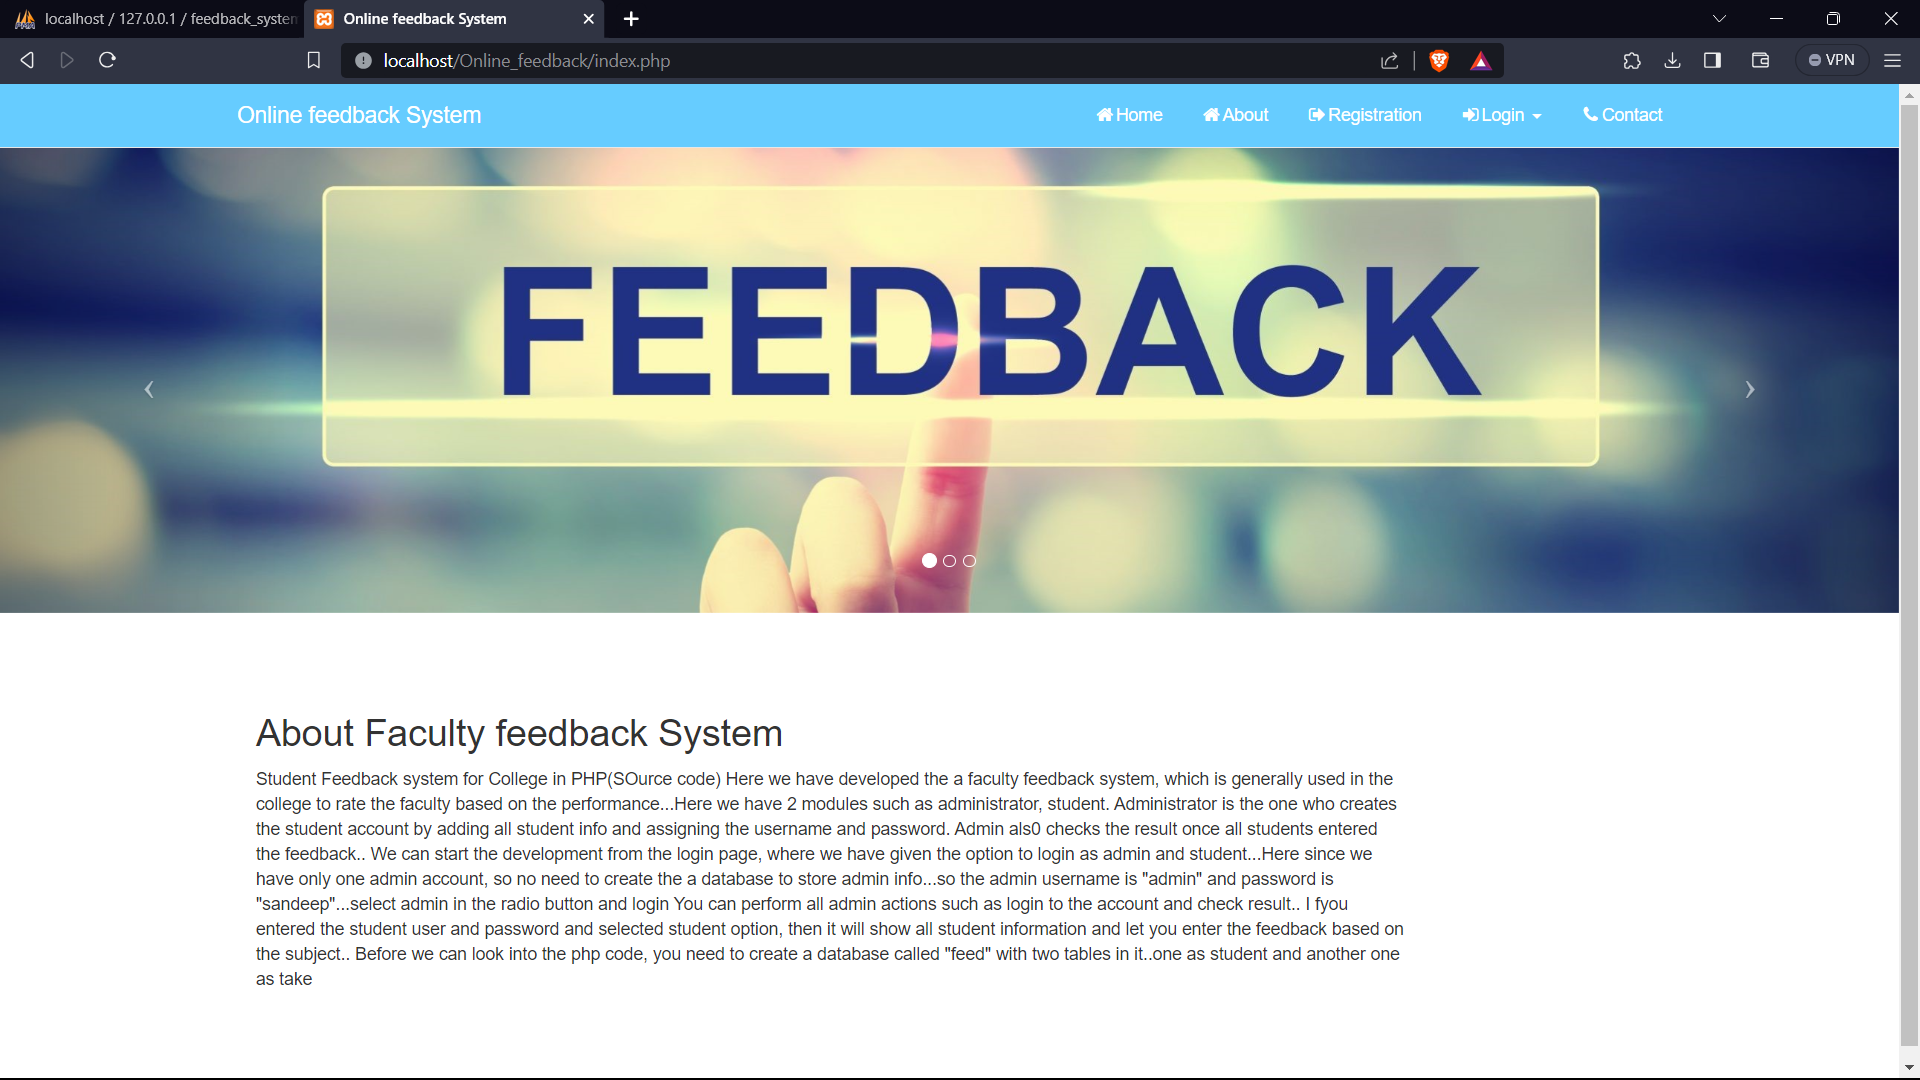 localhost / 127.0.0.1 / feedback_system
Online feedback System
localhost/Online_feedback/index.php
VPN
Online feedback System
Home
About
Registration
Login
Contact
FEEDBACK
About Faculty feedback System
Student Feedback system for College in PHP(SOurce code) Here we have developed the a faculty feedback system, which is generally used in the
college to rate the faculty based on the performance...Here we have 2 modules such as administrator, student. Administrator is the one who creates
the student account by adding all student info and assigning the username and password. Admin als0 checks the result once all students entered
the feedback.. We can start the development from the login page, where we have given the option to login as admin and student...Here since we
have only one admin account, so no need to create the a database to store admin info...so the admin username is "admin" and password is
"sandeep"...select admin in the radio button and login You can perform all admin actions such as login to the account and check result.. I fyou
entered the student user and password and selected student option, then it will show all student information and let you enter the feedback based on
the subject.. Before we can look into the php code, you need to create a database called "feed" with two tables in it..one as student and another one
as take